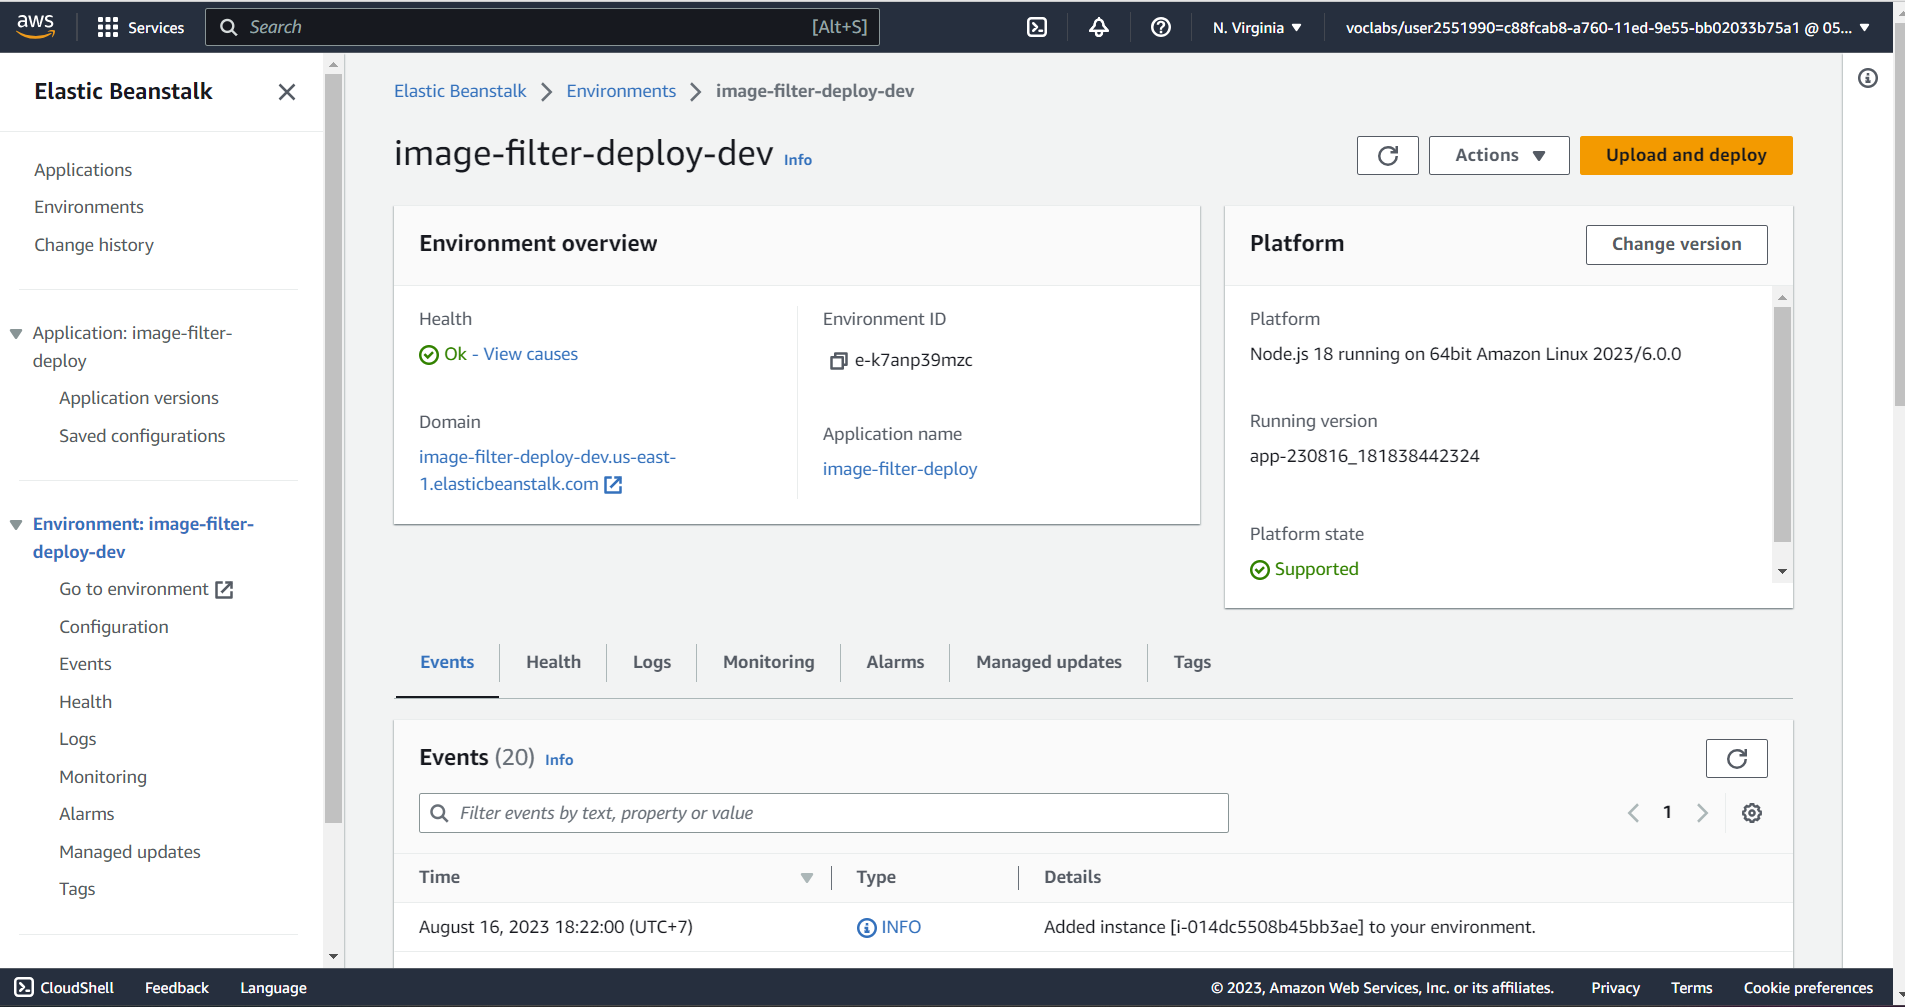 aws
Services
Search [Alt+S]
N. Virginia
voclabs/user2551990=c88fcab8-a760-11ed-9e55-bb02033b75a1 @ 05...
Elastic Beanstalk
Applications
Environments
Change history
Application: image-filter-
deploy
Application versions
Saved configurations
Environment: image-filter-
deploy-dev
Go to environment
Configuration
Events
Health
Logs
Monitoring
Alarms
Managed updates
Tags
Elastic Beanstalk Environments image-filter-deploy-dev
image-filter-deploy-dev Info
Actions
Upload and deploy
Environment overview
Health
Ok - View causes
Domain
image-filter-deploy-dev.us-east-
1.elasticbeanstalk.com
Environment ID
e-k7anp39mzc
Application name
image-filter-deploy
Platform
Change version
Platform
Node.js 18 running on 64bit Amazon Linux 2023/6.0.0
Running version
app-230816_181838442324
Platform state
Supported
Events Health Logs Monitoring Alarms Managed updates Tags
Events (20) Info
Filter events by text, property or value
1
Time Type Details
August 16, 2023 18:22:00 (UTC+7) INFO Added instance [i-014dc5508b45bb3ae] to your environment.
CloudShell Feedback Language
© 2023, Amazon Web Services, Inc. or its affiliates. Privacy Terms Cookie preferences